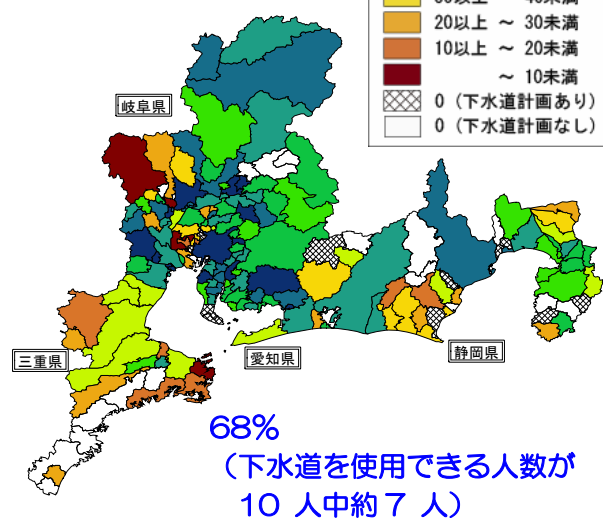 20以上 ～ 30未満
10以上 ～ 20未満
～ 10未満
0 (下水道計画あり)
0 (下水道計画なし)
岐阜県
三重県
愛知県
静岡県
68%
(下水道を使用できる人数が
10 人中約７ 人)